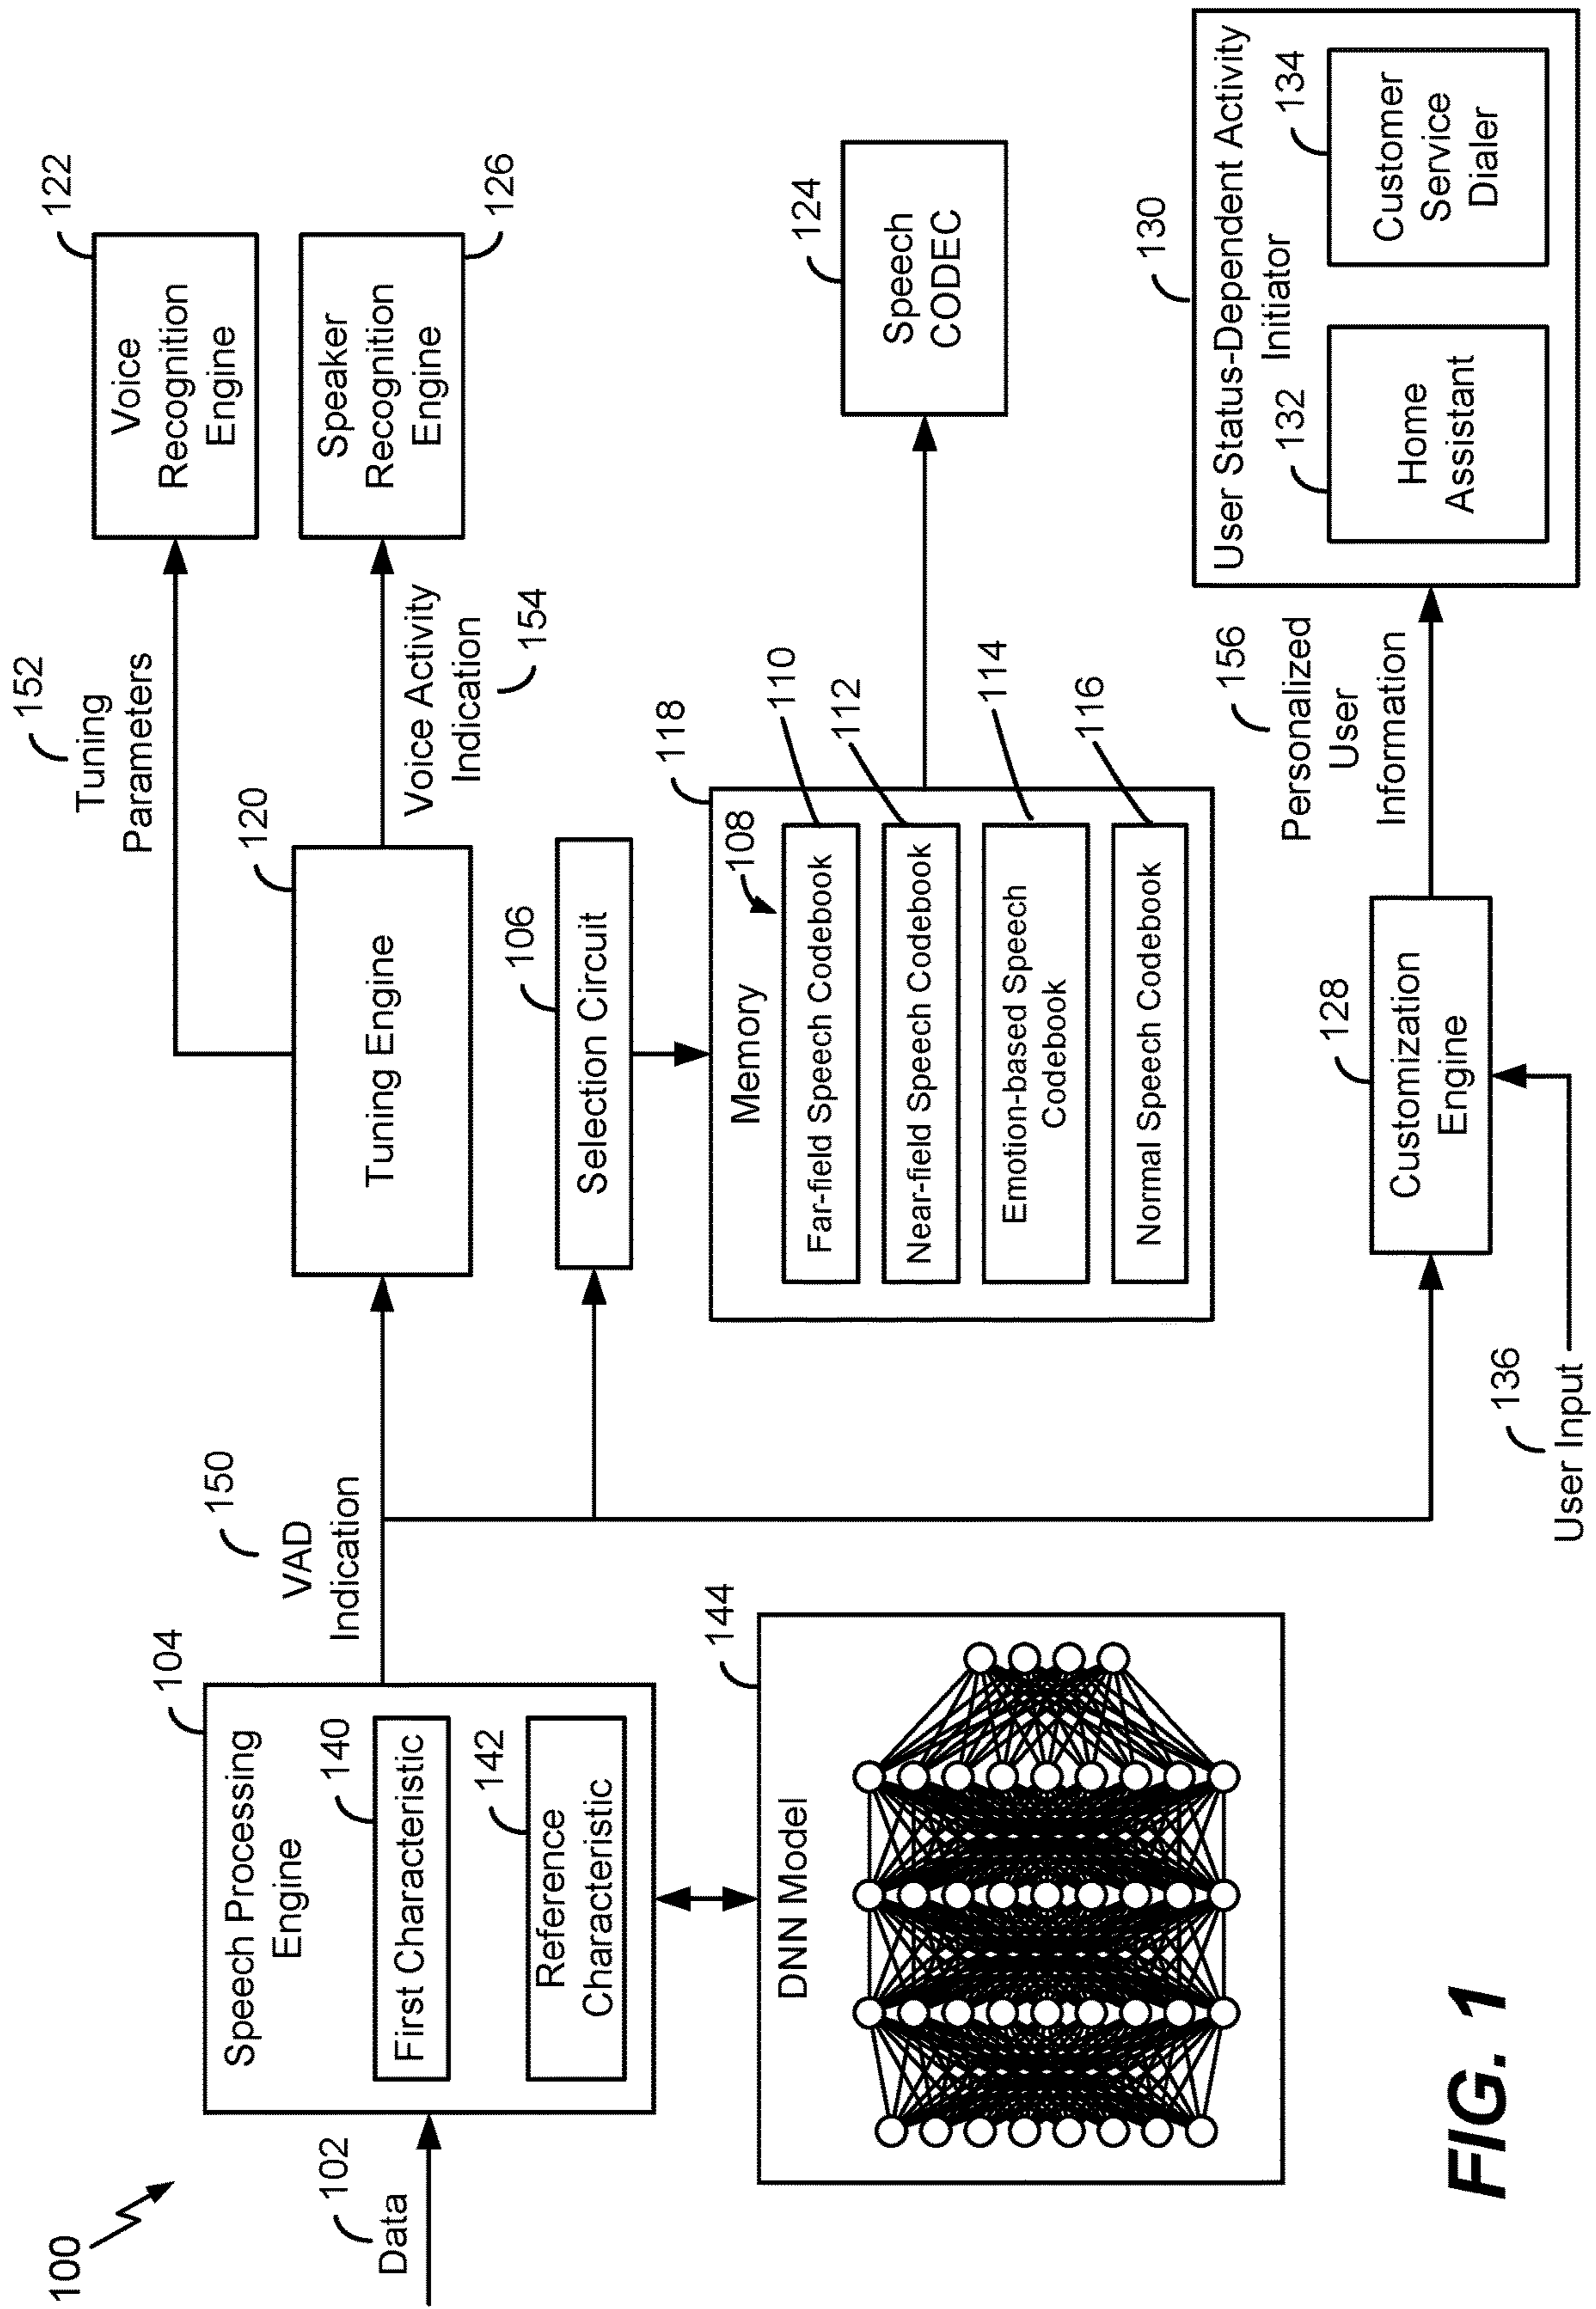 100
102
Data
104
Speech Processing
Engine
140
First Characteristic
142
Reference
Characteristic
144
DNN Model
150
VAD
Indication
120
Tuning Engine
152
Tuning
Parameters
122
Voice
Recognition
Engine
Voice Activity
Indication
154
126
Speaker
Recognition
Engine
106
Selection Circuit
118
Memory
108
110
Far-field Speech Codebook
112
Near-field Speech Codebook
114
Emotion-based Speech
Codebook
116
Normal Speech Codebook
124
Speech
CODEC
136
User Input
128
Customization
Engine
156
Personalized
User
Information
130
User Status-Dependent Activity
Initiator
132
Home
Assistant
134
Customer
Service
Dialer
FIG. 1